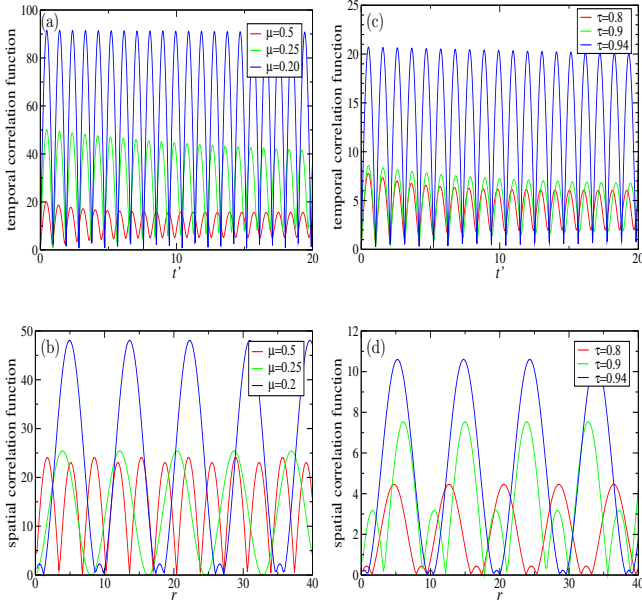 (a)
μ=0.5
μ=0.25
μ=0.20
temporal correlation function
0
20
40
60
80
100
0
10
20
t'
(c)
τ=0.8
τ=0.9
τ=0.94
temporal correlation function
0
5
10
15
20
25
0
10
20
t'
(b)
μ=0.5
μ=0.25
μ=0.2
spatial correlation function
0
10
20
30
40
50
0
10
20
30
40
r
(d)
τ=0.8
τ=0.9
τ=0.94
spatial correlation function
0
2
4
6
8
10
12
0
10
20
30
40
r